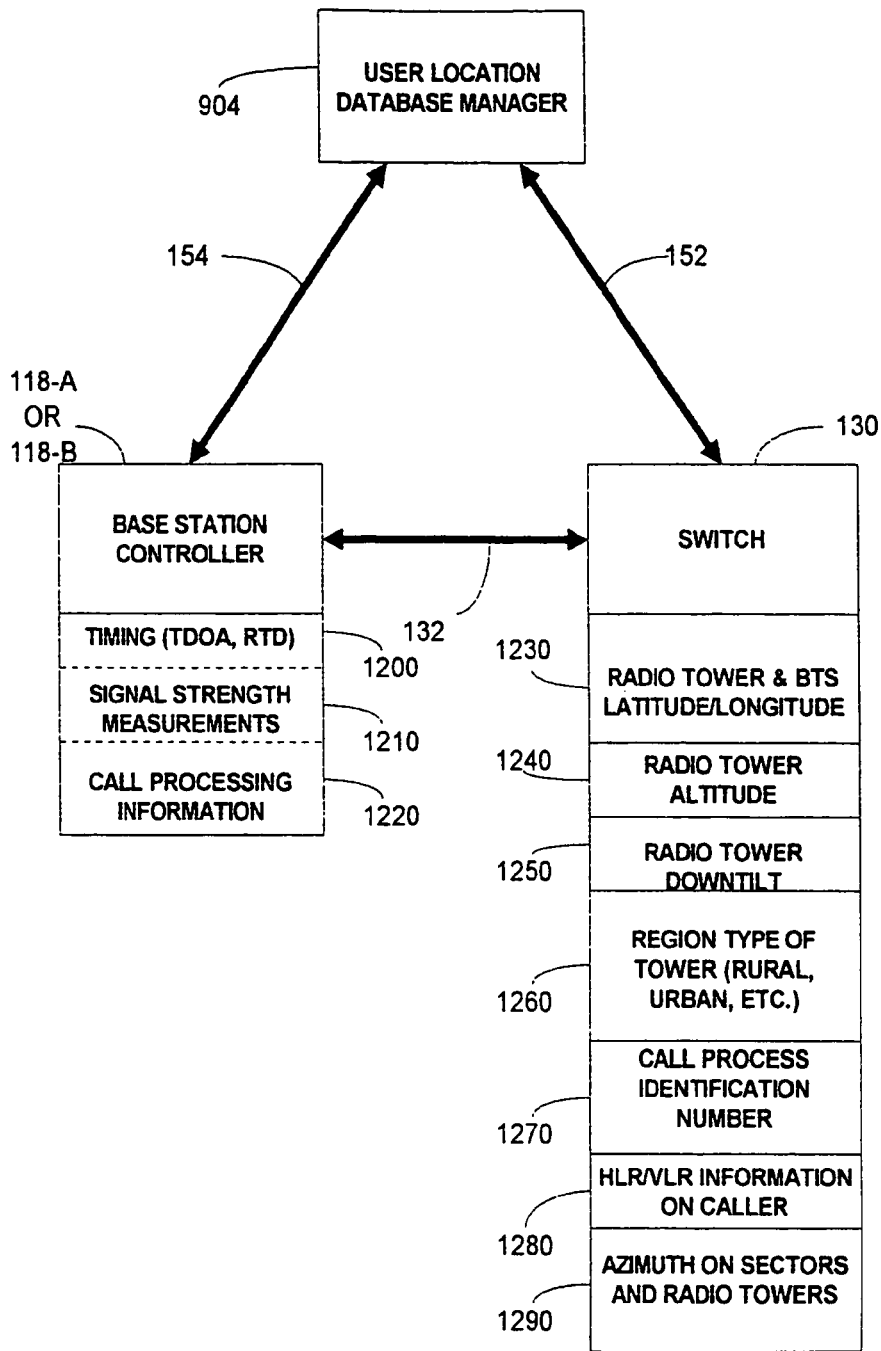 USER LOCATION
DATABASE MANAGER
904
154
152
118-A
OR
118-B
130
BASE STATION
CONTROLLER
SWITCH
132
TIMING (TDOA, RTD)
1200
SIGNAL STRENGTH
MEASUREMENTS
1210
CALL PROCESSING
INFORMATION
1220
1230
RADIO TOWER & BTS
LATITUDE/LONGITUDE
1240
RADIO TOWER
ALTITUDE
1250
RADIO TOWER
DOWNTILT
1260
REGION TYPE OF
TOWER (RURAL,
URBAN, ETC.)
1270
CALL PROCESS
IDENTIFICATION
NUMBER
1280
HLR/VLR INFORMATION
ON CALLER
1290
AZIMUTH ON SECTORS
AND RADIO TOWERS